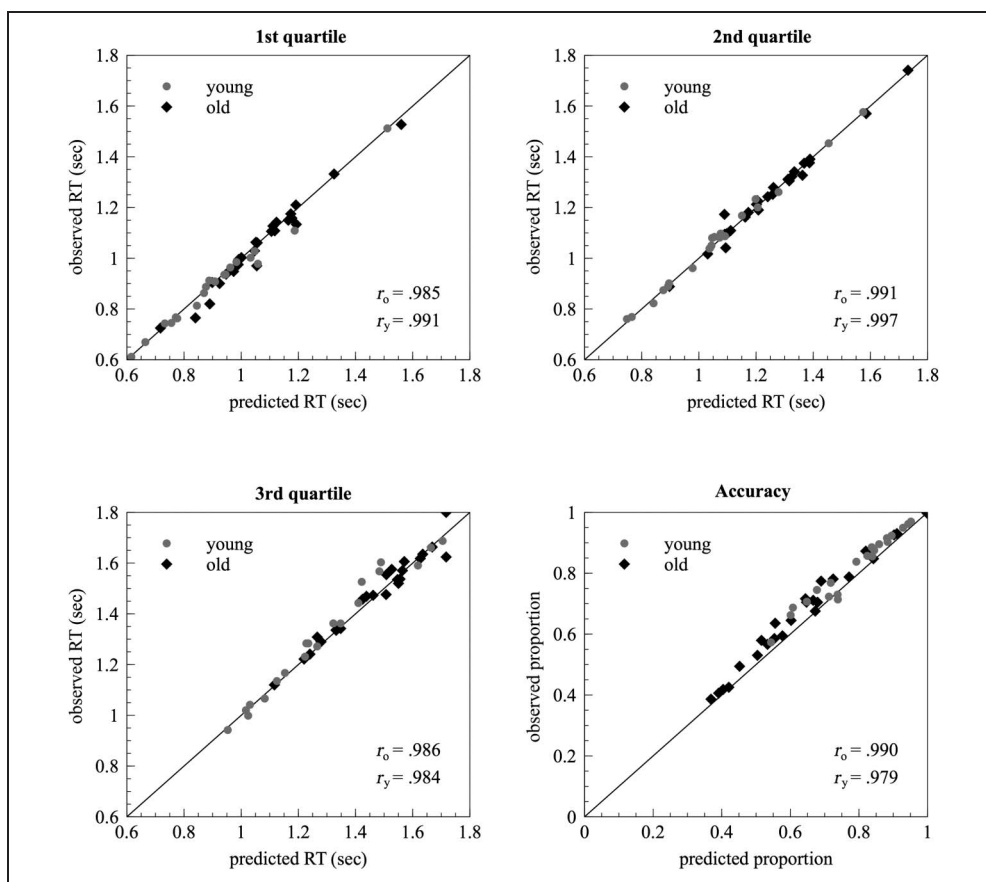 1st quartile
1.8
1.6
1.4
1.2
1
0.8
0.6
observed RT (sec)
young
old
r_o = .985
r_y = .991
0.6 0.8 1 1.2 1.4 1.6 1.8
predicted RT (sec)
2nd quartile
1.8
1.6
1.4
1.2
1
0.8
0.6
observed RT (sec)
young
old
r_o = .991
r_y = .997
0.6 0.8 1 1.2 1.4 1.6 1.8
predicted RT (sec)
3rd quartile
1.8
1.6
1.4
1.2
1
0.8
0.6
observed RT (sec)
young
old
r_o = .986
r_y = .984
0.6 0.8 1 1.2 1.4 1.6 1.8
predicted RT (sec)
Accuracy
1
0.8
0.6
0.4
0.2
0
observed proportion
young
old
r_o = .990
r_y = .979
0 0.2 0.4 0.6 0.8 1
predicted proportion